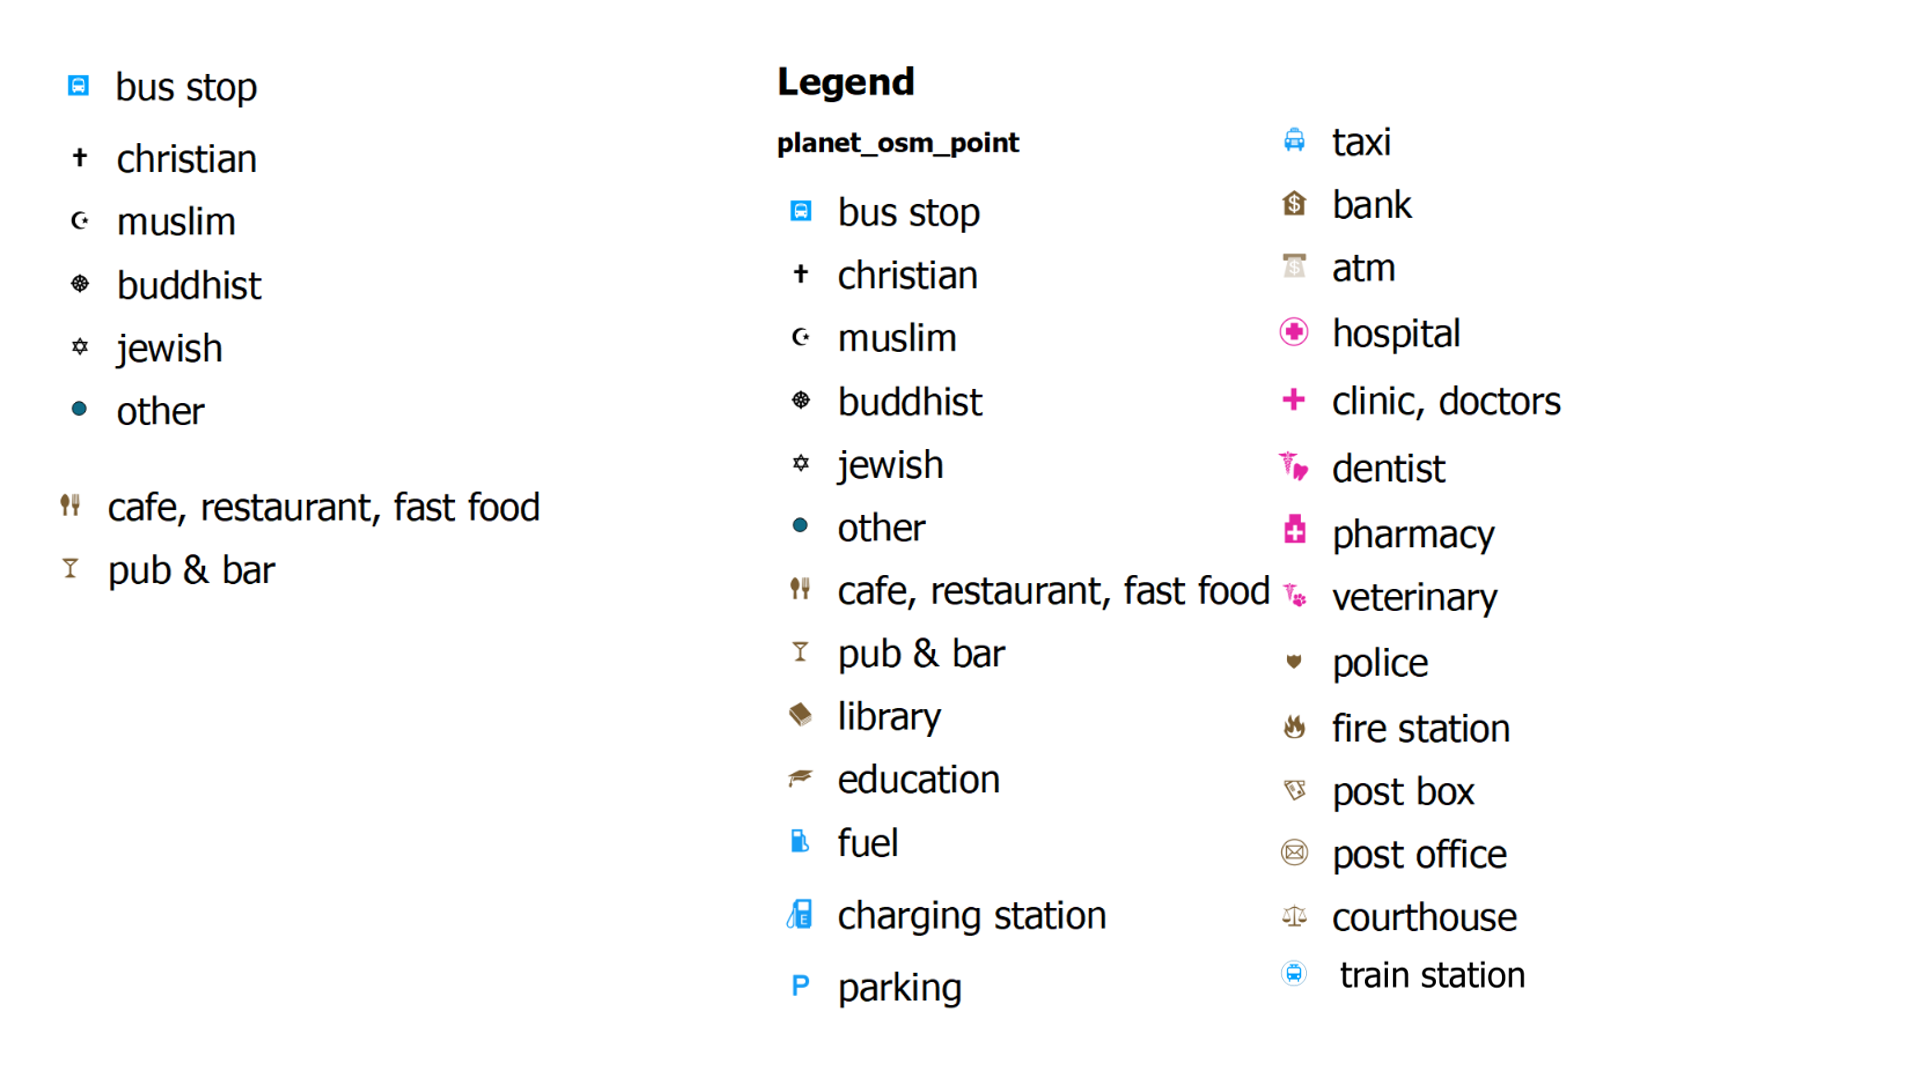 bus stop
christian
muslim
buddhist
jewish
other
cafe, restaurant, fast food
pub & bar
Legend
planet_osm_point
bus stop
christian
muslim
buddhist
jewish
other
cafe, restaurant, fast food
pub & bar
library
education
fuel
E
charging station
P
parking
taxi
$
bank
$
atm
hospital
clinic, doctors
dentist
pharmacy
veterinary
police
fire station
post box
post office
courthouse
train station